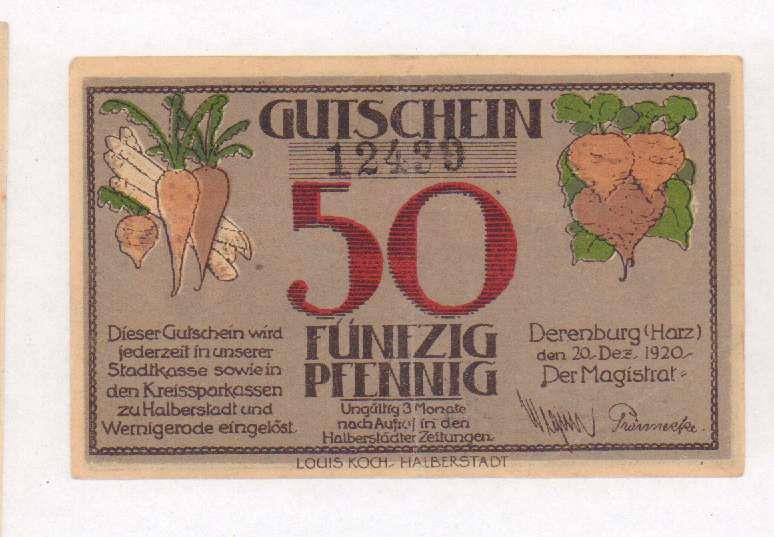 GUTSCHEIN
12439
50
FÜNFZIG
PFENNIG
Dieser Gutschein wird
jederzeit in unserer
Stadtkasse sowie in
den Kreissparkassen
zu Halberstadt und
Wernigerode eingelöst.
Ungültig 3 Monate
nach Aufruf in den
Halberstädter Zeitungen.
Derenburg (Harz)
den 20. Dez. 1920.
Der Magistrat:
LOUIS KOCH, HALBERSTADT